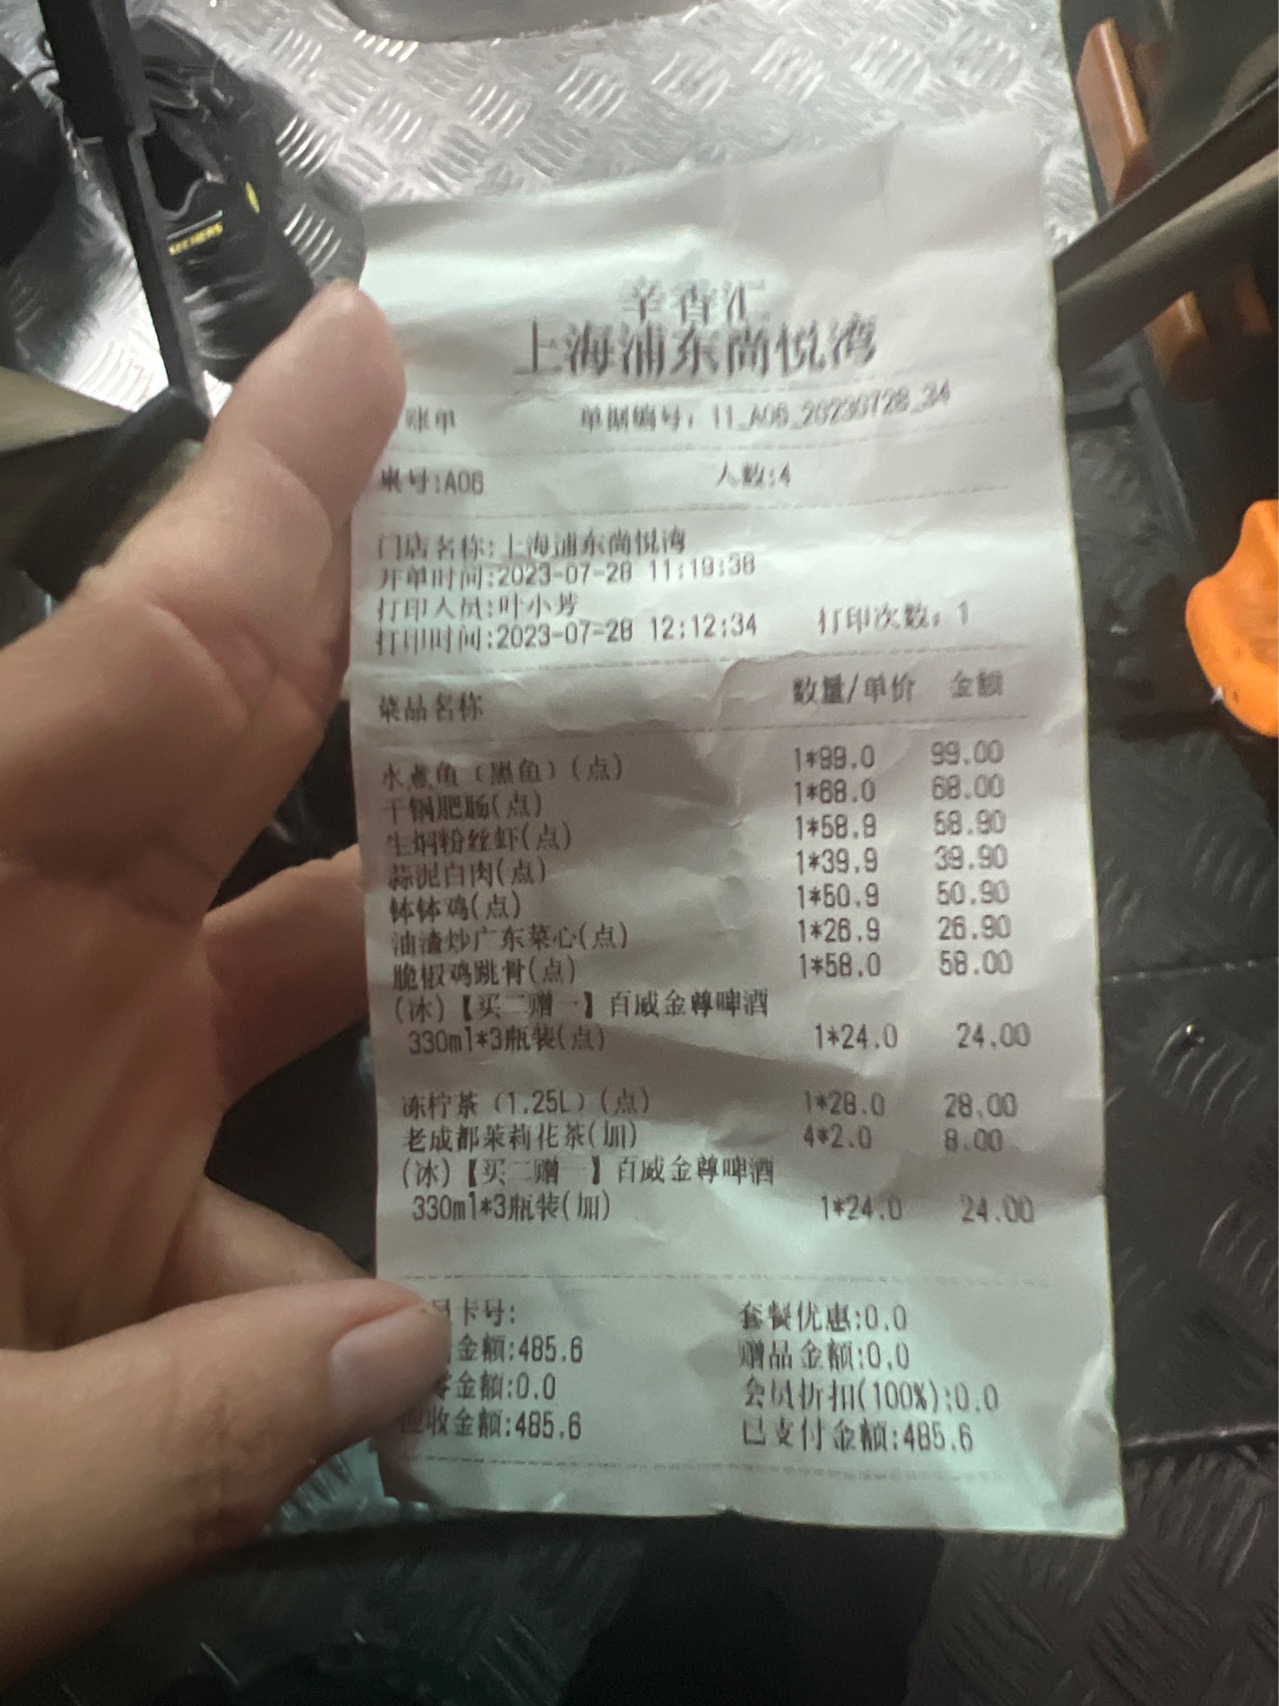 SKECHERS
辛香汇
上海浦东尚悦湾
账单 单据编号：11_A06_20230728_34
桌号:A06 人数:4
门店名称:上海浦东尚悦湾
开单时间:2023-07-28 11:19:38
打印人员:叶小芳
打印时间:2023-07-28 12:12:34 打印次数：1
菜品名称 数量/单价 金额
水煮鱼（黑鱼）(点) 1*99.0 99.00
干锅肥肠(点) 1*68.0 68.00
生焗粉丝虾(点) 1*58.9 58.90
蒜泥白肉(点) 1*39.9 39.90
钵钵鸡(点) 1*50.9 50.90
油渣炒广东菜心(点) 1*26.9 26.90
脆椒鸡跳骨(点) 1*58.0 58.00
(冰)【买二赠一】百威金尊啤酒
330ml*3瓶装(点) 1*24.0 24.00
冻柠茶（1.25L）(点) 1*28.0 28.00
老成都茉莉花茶(加) 4*2.0 8.00
(冰)【买二赠一】百威金尊啤酒
330ml*3瓶装(加) 1*24.0 24.00
员卡号: 套餐优惠:0.0
金额:485.6 赠品金额:0.0
零金额:0.0 会员折扣(100%):0.0
应收金额:485.6 已支付金额:485.6